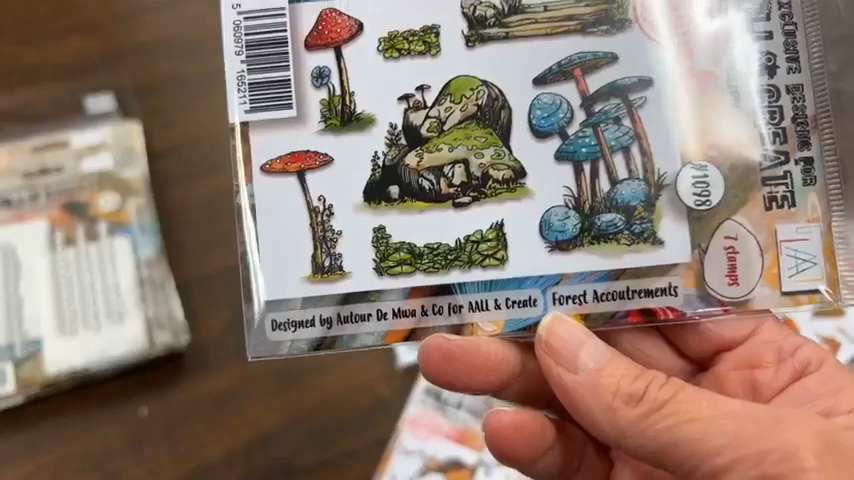 5 060979 165211
EXCLUSIVE DESIGNS FOR
& CREATE
#1098
7 stamps
LA
Designed by Autour De Mwa & Co for AALL & Create
Forest Accoutrements